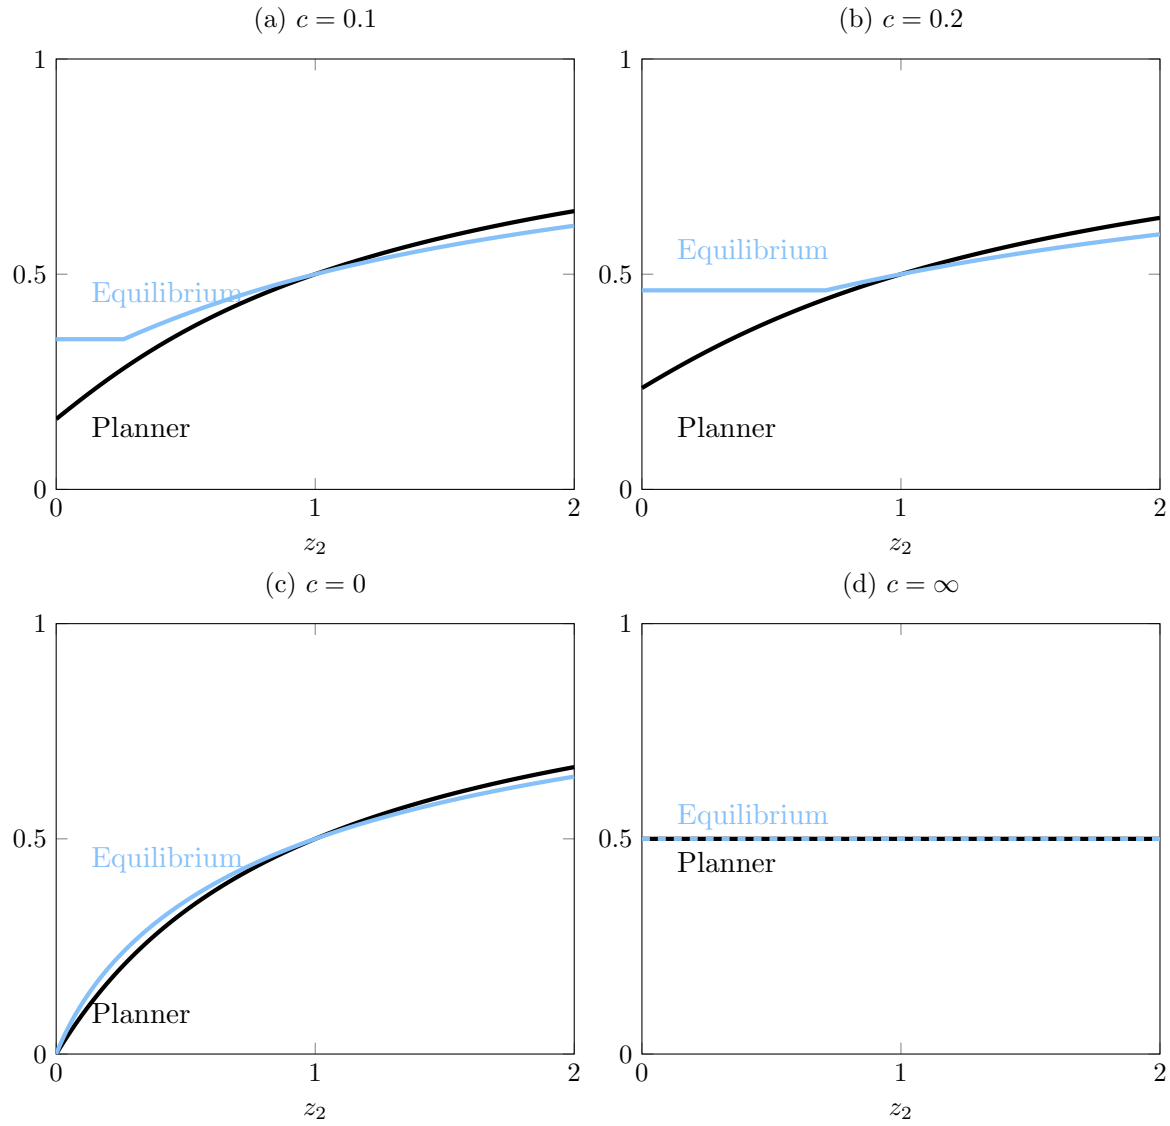 (a) c = 0.1
1
0.5
0
Equilibrium
Planner
0
1
2
z₂
(b) c = 0.2
1
0.5
0
Equilibrium
Planner
0
1
2
z₂
(c) c = 0
1
0.5
0
Equilibrium
Planner
0
1
2
z₂
(d) c = ∞
1
0.5
0
Equilibrium
Planner
0
1
2
z₂